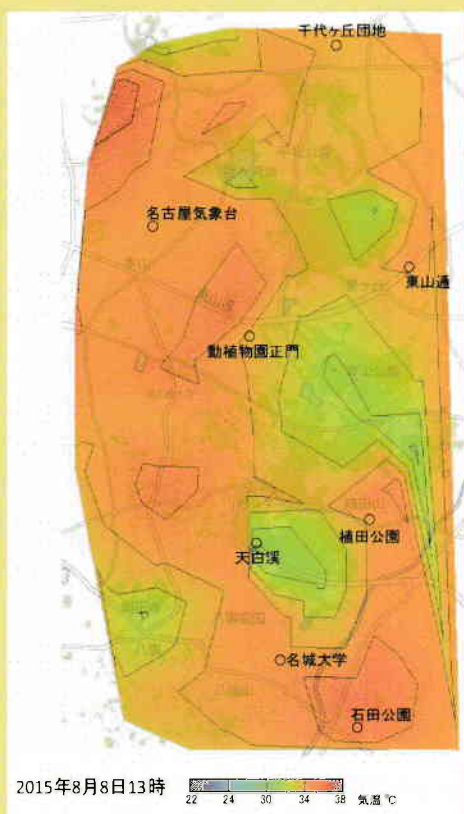 千代ヶ丘団地
名古屋気象台
東山通
動植物園正門
植田公園
天白渓
名城大学
石田公園
2015年8月8日13時
22 24 30 34 38 気温 ℃